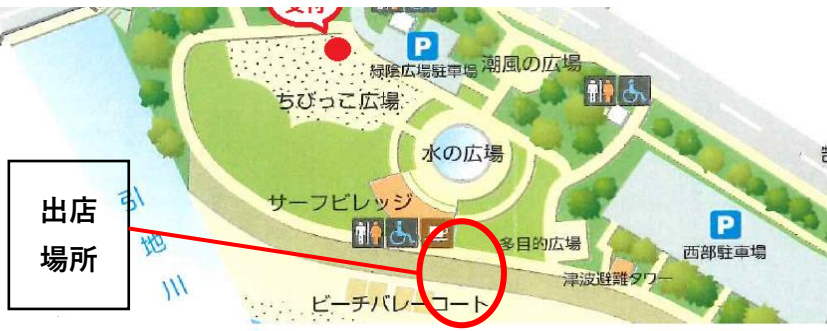 受付
P
緑陰広場駐車場
潮風の広場
ちびっこ広場
水の広場
サーフビレッジ
出店
場所
引地川
多目的広場
P
西部駐車場
津波避難タワー
ビーチバレーコート